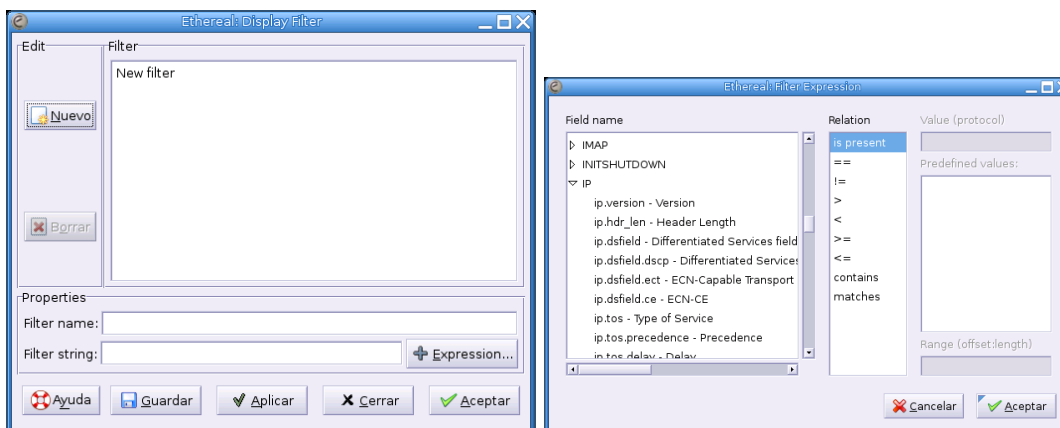 Ethereal: Display Filter
Edit
Filter
New filter
Nuevo
Borrar
Properties
Filter name:
Filter string:
Expression...
Ayuda
Guardar
Aplicar
Cerrar
Aceptar
Ethereal: Filter Expression
Field name
IMAP
INITSHUTDOWN
IP
ip.version - Version
ip.hdr_len - Header Length
ip.dsfield - Differentiated Services field
ip.dsfield.dscp - Differentiated Services
ip.dsfield.ect - ECN-Capable Transport
ip.dsfield.ce - ECN-CE
ip.tos - Type of Service
ip.tos.precedence - Precedence
ip.tos.delay - Delay
Relation
is present
==
!=
>
<
>=
<=
contains
matches
Value (protocol)
Predefined values:
Range (offset:length)
Cancelar
Aceptar